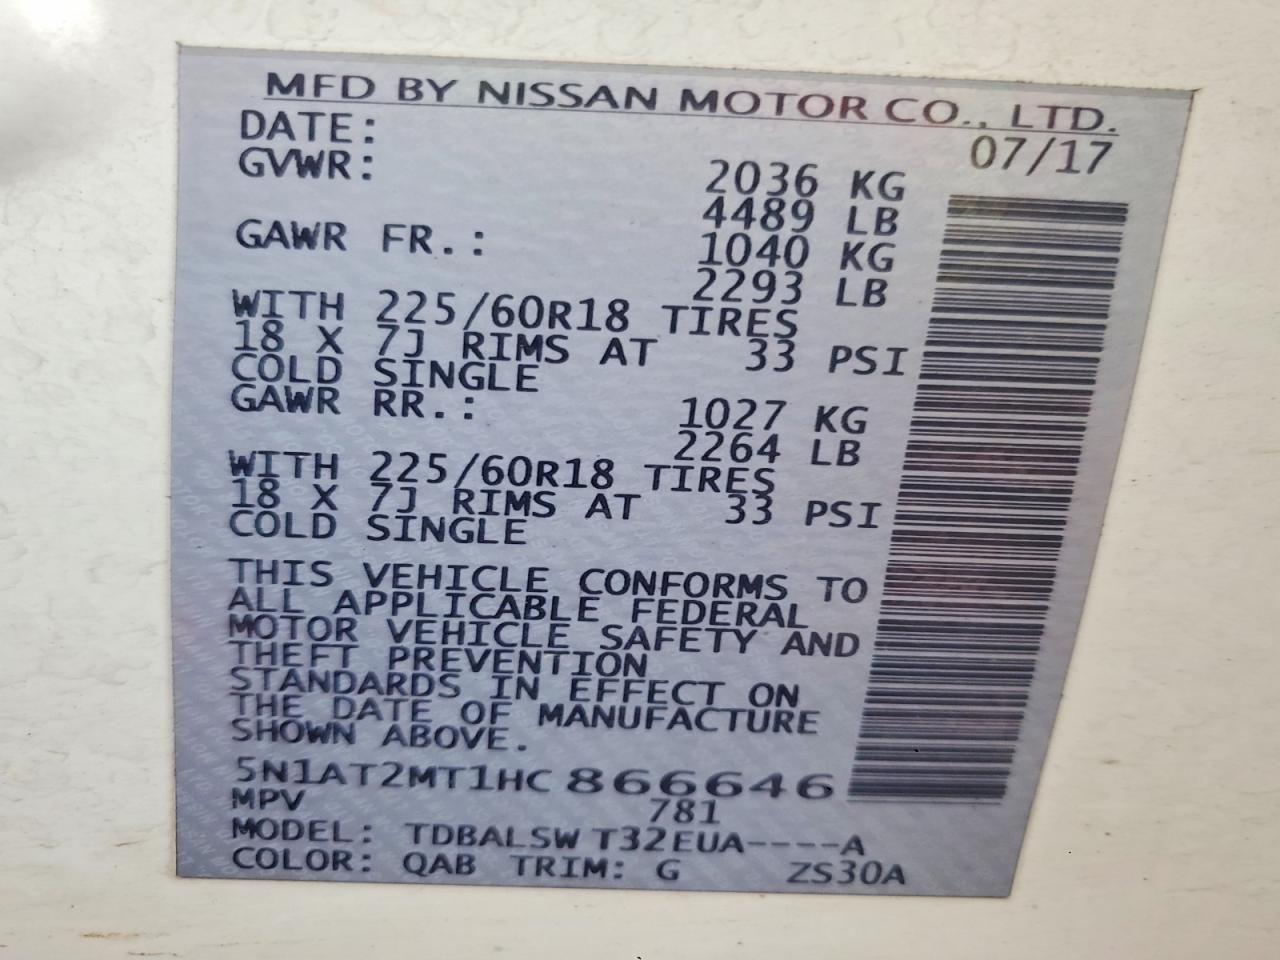 MFD BY NISSAN MOTOR CO., LTD.
DATE: 07/17
GVWR: 2036 KG
4489 LB
GAWR FR.: 1040 KG
2293 LB
WITH 225/60R18 TIRES
18 X 7J RIMS AT 33 PSI
COLD SINGLE
GAWR RR.: 1027 KG
2264 LB
WITH 225/60R18 TIRES
18 X 7J RIMS AT 33 PSI
COLD SINGLE
THIS VEHICLE CONFORMS TO
ALL APPLICABLE FEDERAL
MOTOR VEHICLE SAFETY AND
THEFT PREVENTION
STANDARDS IN EFFECT ON
THE DATE OF MANUFACTURE
SHOWN ABOVE.
5N1AT2MT1HC866646
MPV 781
MODEL: TDBALSW T32EUA----A
COLOR: QAB TRIM: G ZS30A